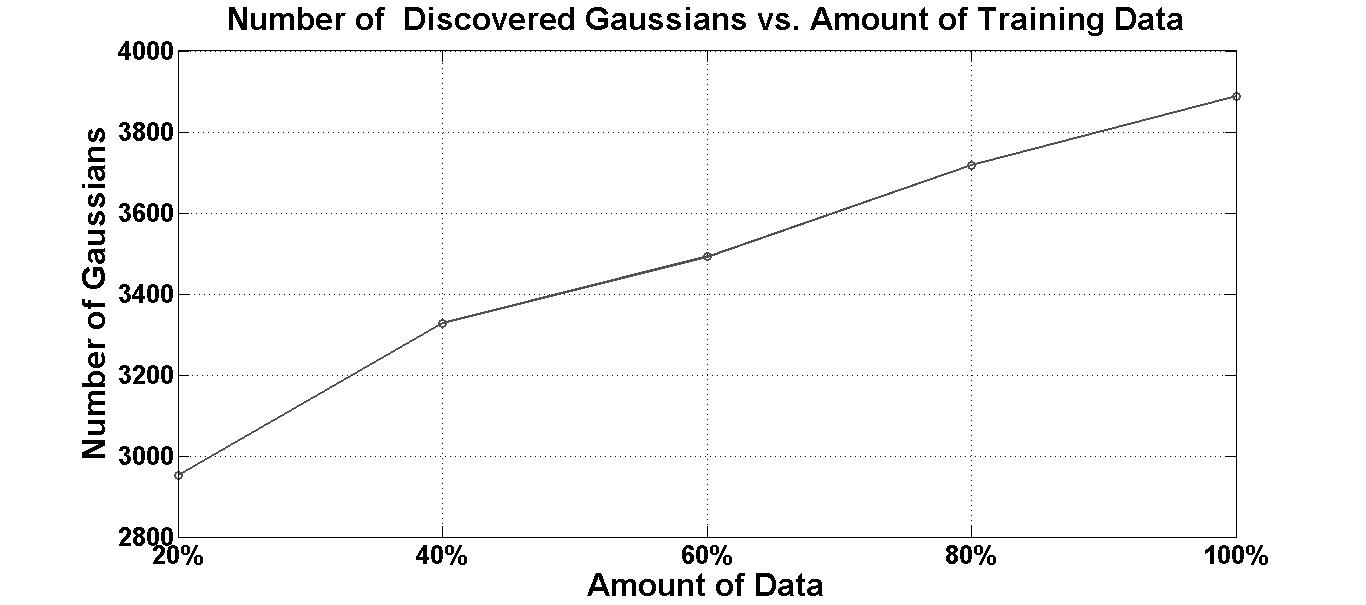 Number of  Discovered Gaussians vs. Amount of Training Data
4000
3800
3600
3400
3200
3000
2800
Number of Gaussians
20% 40% 60% 80% 100%
Amount of Data